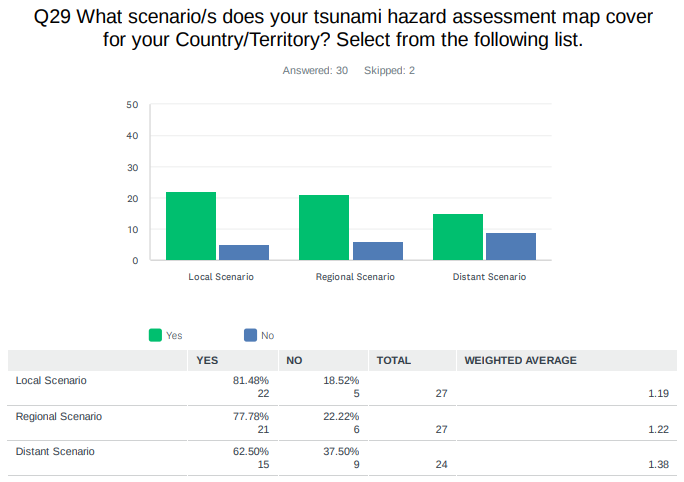 Q29 What scenario/s does your tsunami hazard assessment map cover
for your Country/Territory? Select from the following list.
Answered: 30 Skipped: 2
50
40
30
20
10
0
Local Scenario Regional Scenario Distant Scenario
Yes No
YES NO TOTAL WEIGHTED AVERAGE
Local Scenario 81.48% 18.52%
22 5 27 1.19
Regional Scenario 77.78% 22.22%
21 6 27 1.22
Distant Scenario 62.50% 37.50%
15 9 24 1.38